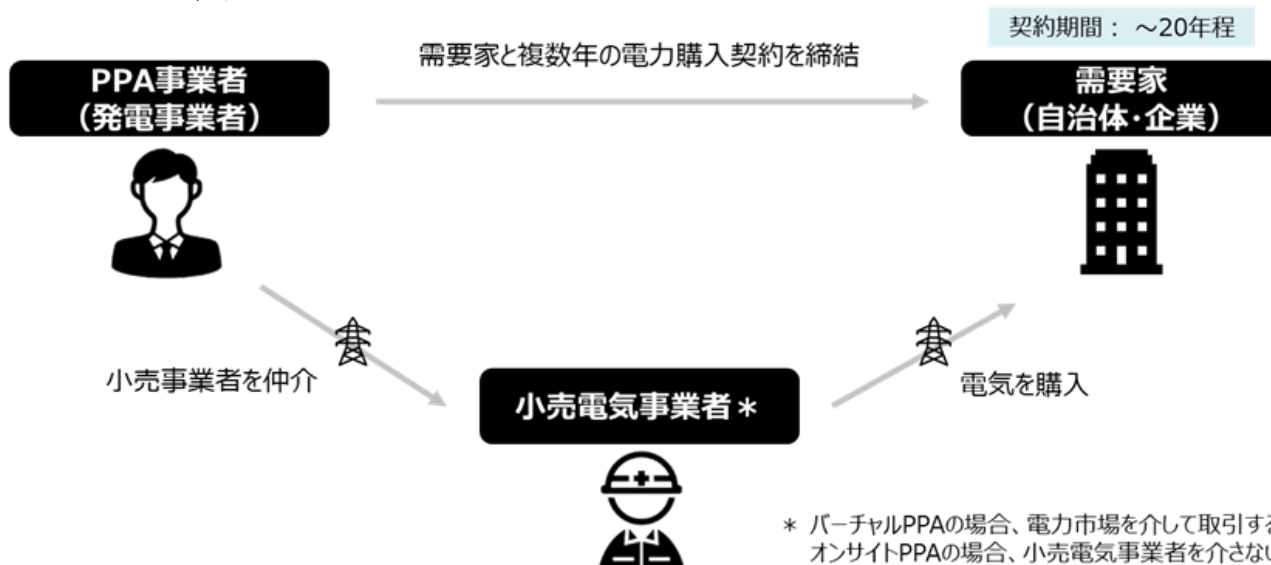 契約期間： ～20年程
需要家と複数年の電力購入契約を締結
PPA事業者
（発電事業者）
需要家
（自治体・企業）
小売事業者を仲介
電気を購入
小売電気事業者＊
＊ バーチャルPPAの場合、電力市場を介して取引する
オンサイトPPAの場合、小売電気事業者を介さない